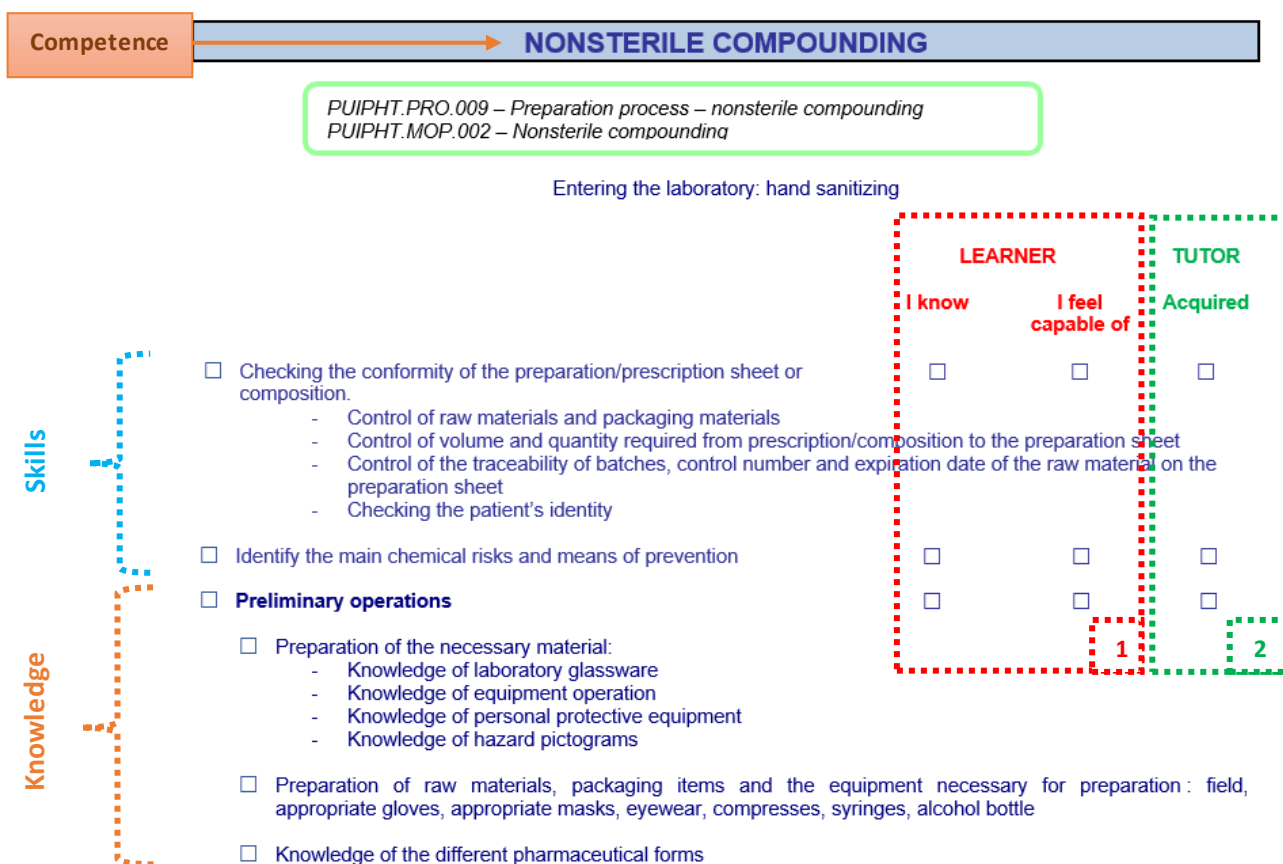 Competence
NONSTERILE COMPOUNDING
PUIPHT.PRO.009 – Preparation process – nonsterile compounding
PUIPHT.MOP.002 – Nonsterile compounding
Entering the laboratory: hand sanitizing
LEARNER TUTOR
I know I feel Acquired
capable of
Skills
☐ Checking the conformity of the preparation/prescription sheet or ☐ ☐ ☐
composition.
- Control of raw materials and packaging materials
- Control of volume and quantity required from prescription/composition to the preparation sheet
- Control of the traceability of batches, control number and expiration date of the raw material on the
preparation sheet
- Checking the patient's identity
☐ Identify the main chemical risks and means of prevention ☐ ☐ ☐
Knowledge
☐ Preliminary operations ☐ ☐ ☐
☐ Preparation of the necessary material: 1 2
- Knowledge of laboratory glassware
- Knowledge of equipment operation
- Knowledge of personal protective equipment
- Knowledge of hazard pictograms
☐ Preparation of raw materials, packaging items and the equipment necessary for preparation : field,
appropriate gloves, appropriate masks, eyewear, compresses, syringes, alcohol bottle
☐ Knowledge of the different pharmaceutical forms